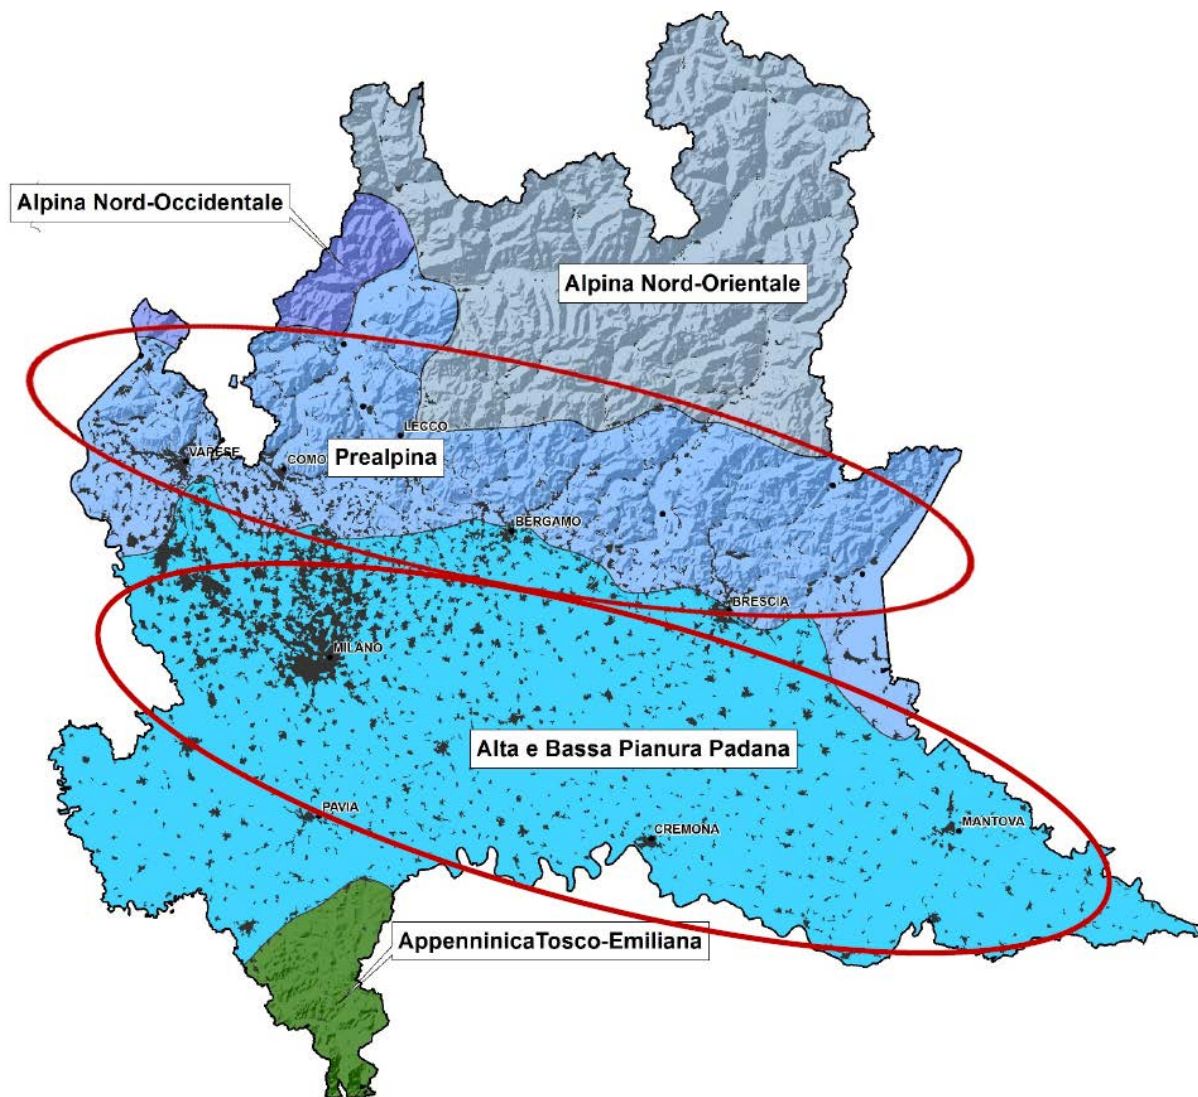 Alpina Nord-Occidentale
Alpina Nord-Orientale
LECCO
VARESE
COMO
Prealpina
BERGAMO
BRESCIA
MILANO
Alta e Bassa Pianura Padana
PAVIA
CREMONA
MANTOVA
AppenninicaTosco-Emiliana